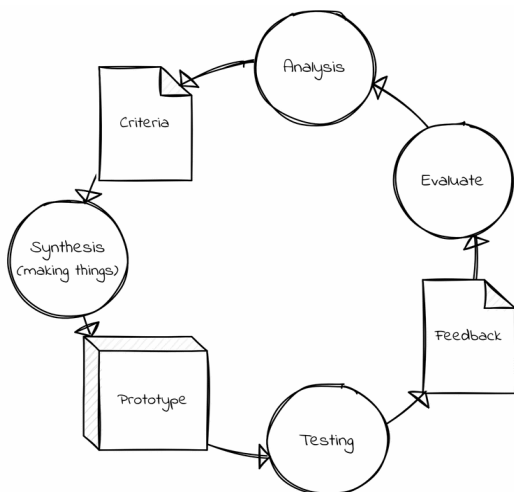 Analysis
Criteria
Evaluate
Synthesis
(making things)
Feedback
Prototype
Testing